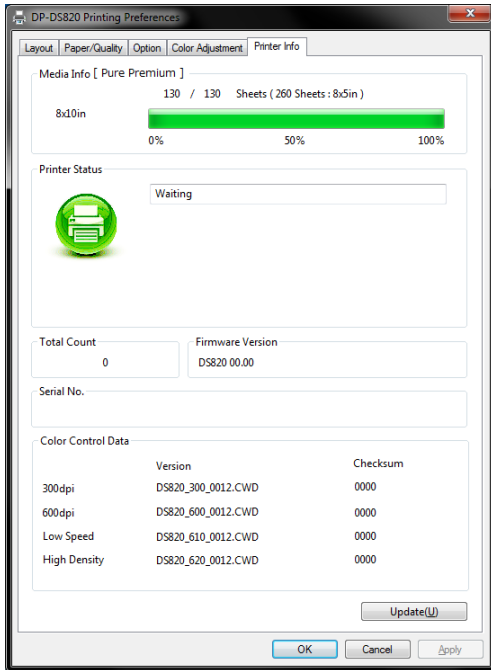 DP-DS820 Printing Preferences
Layout Paper/Quality Option Color Adjustment Printer Info
Media Info [ Pure Premium ]
130 / 130 Sheets ( 260 Sheets : 8x5in )
8x10in
0% 50% 100%
Printer Status
Waiting
Total Count Firmware Version
0 DS820 00.00
Serial No.
Color Control Data
Version Checksum
300dpi DS820_300_0012.CWD 0000
600dpi DS820_600_0012.CWD 0000
Low Speed DS820_610_0012.CWD 0000
High Density DS820_620_0012.CWD 0000
Update(U)
OK Cancel Apply